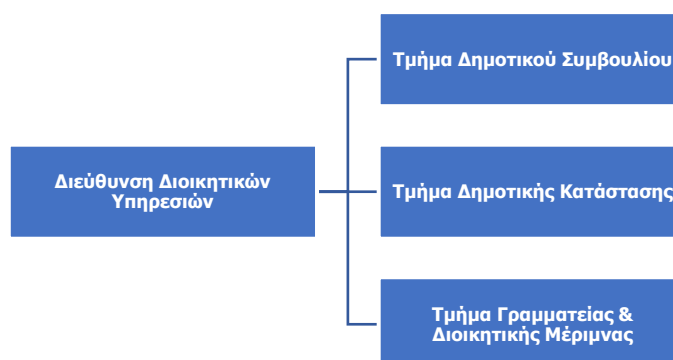 Τμήμα Δημοτικού Συμβουλίου
Διεύθυνση Διοικητικών
Υπηρεσιών
Τμήμα Δημοτικής Κατάστασης
Τμήμα Γραμματείας &
Διοικητικής Μέριμνας